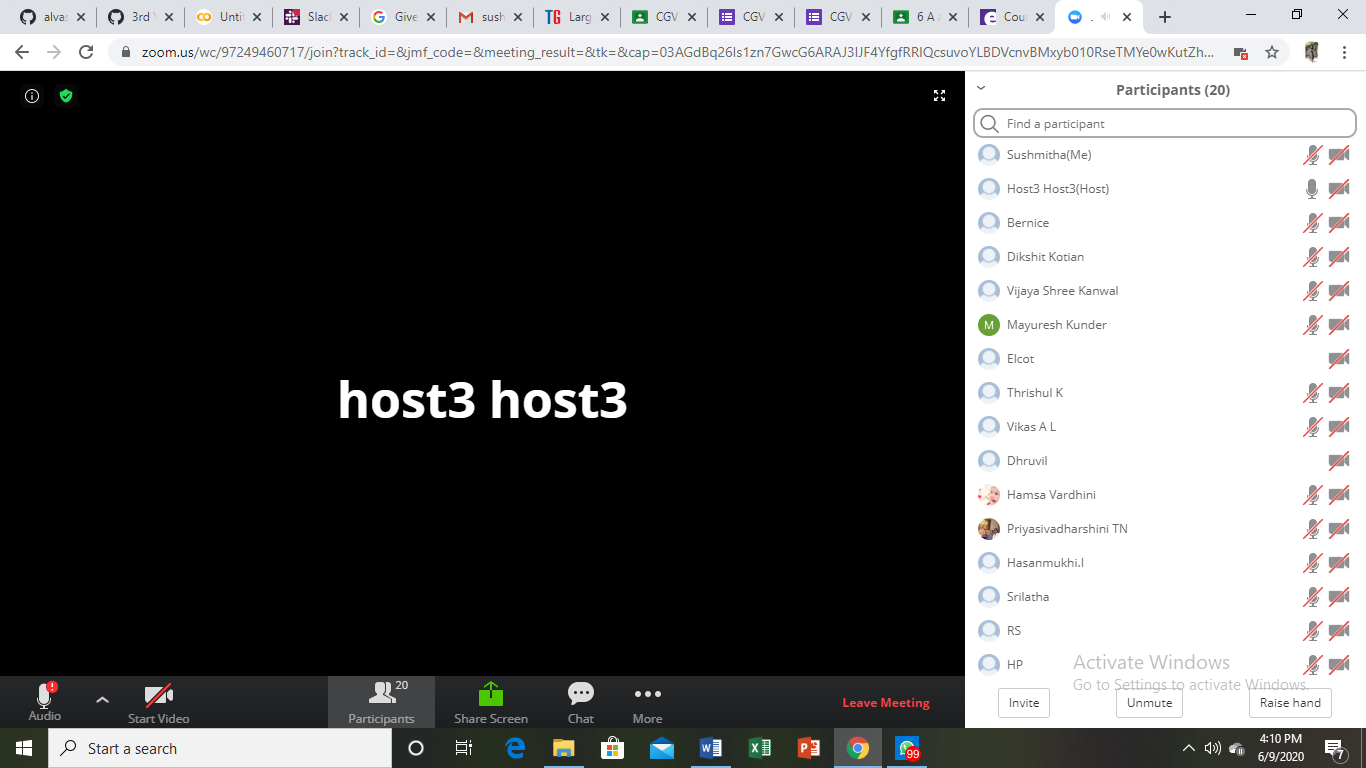 alvas
3rd V
Untit
Slac
Give
sush
Larg
CGV
CGV
CGV
6 A a
Cour
zoom.us/wc/97249460717/join?track_id=&jmf_code=&meeting_result=&tk=&cap=
Participants (20)
Find a participant
Sushmitha(Me)
Host3 Host3(Host)
Bernice
Dikshit Kotian
Vijaya Shree Kanwal
M Mayuresh Kunder
Elcot
Thrishul K
Vikas A L
Dhruvil
Hamsa Vardhini
Priyasivadharshini TN
Hasanmukhi.I
Srilatha
RS
HP
host3 host3
Activate Windows
Go to Settings to activate Windows.
Invite
Unmute
Raise hand
Audio
Start Video
20
Participants
Share Screen
Chat
More
Leave Meeting
Start a search
99
4:10 PM
6/9/2020
7